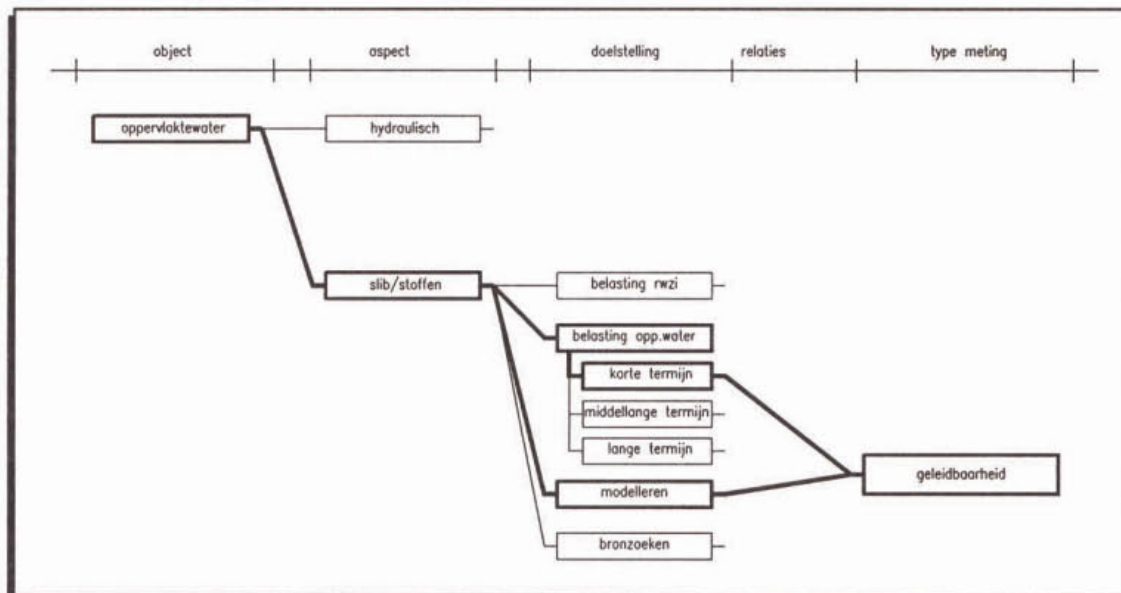 object aspect doelstelling relaties type meting
oppervlaktewater hydraulisch
slib/stoffen belasting rwzi
belasting opp.water
korte termijn
middellange termijn
lange termijn
geleidbaarheid
modelleren
bronzoeken